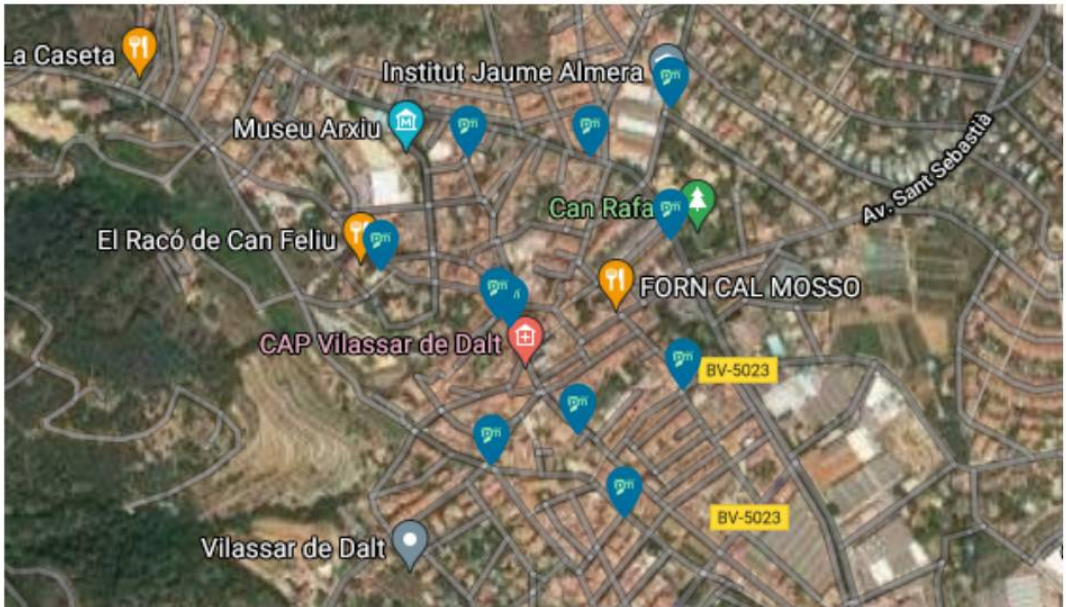 La Caseta
Institut Jaume Almera
Museu Arxiu
Can Rafa
Av. Sant Sebastià
El Racó de Can Feliu
FORN CAL MOSSO
CAP Vilassar de Dalt
BV-5023
BV-5023
Vilassar de Dalt